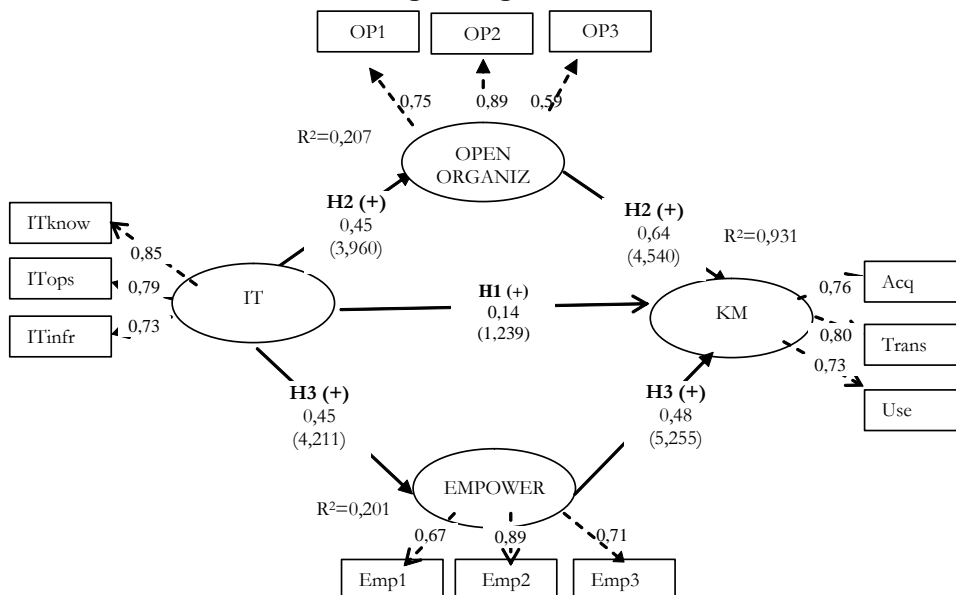 OP1
OP2
OP3
0,75
0,89
0,59
R²=0,207
OPEN
ORGANIZ
H2 (+)
0,45
(3,960)
H2 (+)
0,64
(4,540)
R²=0,931
ITknow
ITops
ITinfr
0,85
0,79
0,73
IT
H1 (+)
0,14
(1,239)
KM
0,76
0,80
0,73
Acq
Trans
Use
H3 (+)
0,45
(4,211)
H3 (+)
0,48
(5,255)
R²=0,201
EMPOWER
0,67
0,89
0,71
Emp1
Emp2
Emp3